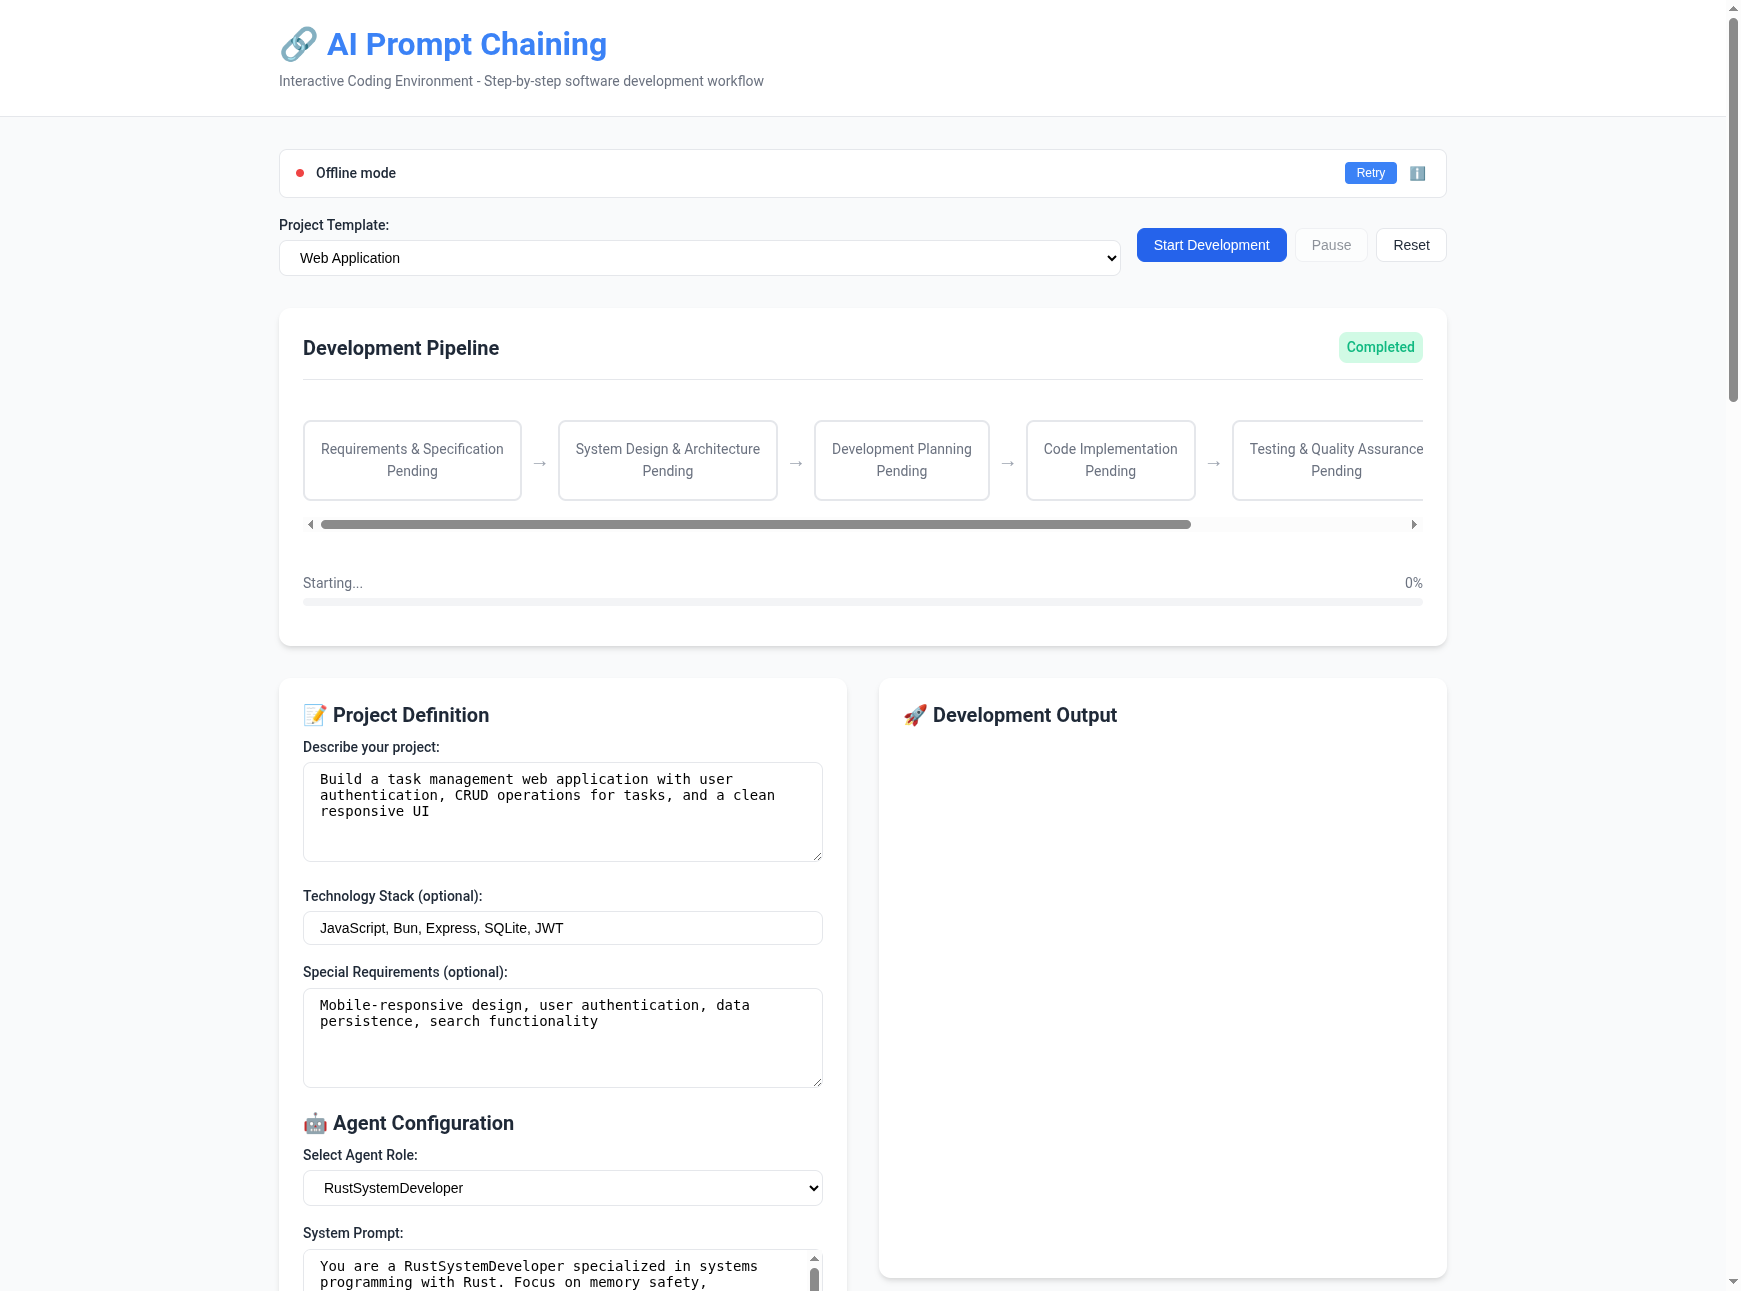 AI Prompt Chaining
Interactive Coding Environment - Step-by-step software development workflow
Offline mode
Retry
Project Template:
Web Application
Start Development
Pause
Reset
Development Pipeline
Completed
Requirements & Specification
Pending
→
System Design & Architecture
Pending
→
Development Planning
Pending
→
Code Implementation
Pending
→
Testing & Quality Assurance
Pending
Starting...
0%
Project Definition
Describe your project:
Build a task management web application with user
authentication, CRUD operations for tasks, and a clean
responsive UI
Technology Stack (optional):
JavaScript, Bun, Express, SQLite, JWT
Special Requirements (optional):
Mobile-responsive design, user authentication, data
persistence, search functionality
Agent Configuration
Select Agent Role:
RustSystemDeveloper
System Prompt:
You are a RustSystemDeveloper specialized in systems
programming with Rust. Focus on memory safety,
Development Output